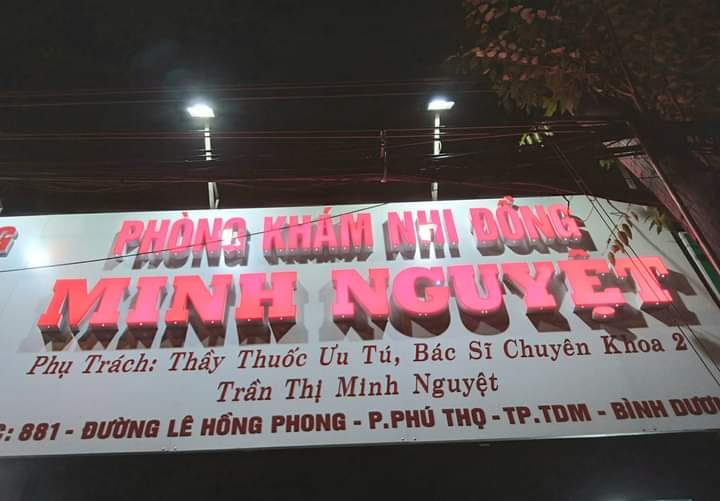 PHÒNG KHÁM NHI ĐỒNG
MINH NGUYỆT
Phụ Trách: Thầy Thuốc Ưu Tú, Bác Sĩ Chuyên Khoa 2
Trần Thị Minh Nguyệt
C: 881 - ĐƯỜNG LÊ HỒNG PHONG - P.PHÚ THỌ - TP.TDM - BÌNH DƯƠ